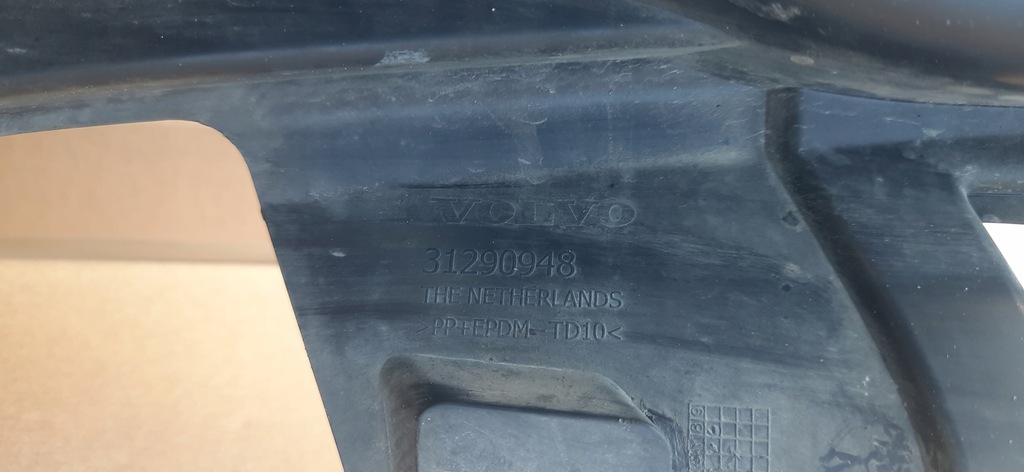 VOLVO
31290948
THE NETHERLANDS
>PP+EPDM-TD10<